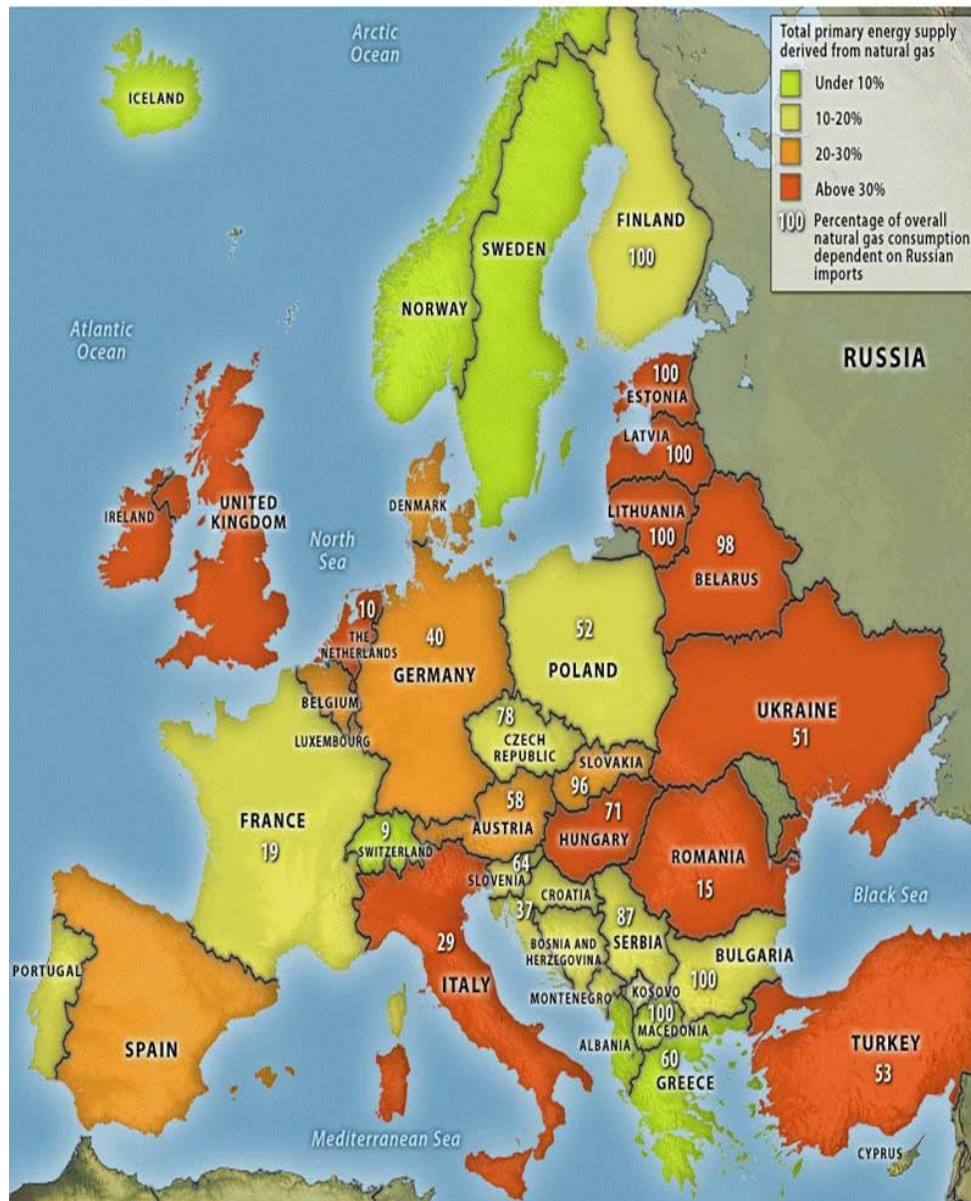 Arctic
Ocean
Total primary energy supply
derived from natural gas
Under 10%
10-20%
20-30%
Above 30%
100 Percentage of overall
natural gas consumption
dependent on Russian
imports
ICELAND
FINLAND
100
SWEDEN
NORWAY
Atlantic
Ocean
RUSSIA
100
ESTONIA
LATVIA
100
LITHUANIA
100
98
BELARUS
IRELAND
UNITED
KINGDOM
DENMARK
North
Sea
10
THE
NETHERLANDS
40
GERMANY
52
POLAND
BELGIUM
LUXEMBOURG
78
CZECH
REPUBLIC
UKRAINE
51
SLOVAKIA
96
58
AUSTRIA
71
HUNGARY
FRANCE
19
9
SWITZERLAND
ROMANIA
15
64
SLOVENIA
CROATIA
37
Black Sea
87
SERBIA
BOSNIA AND
HERZEGOVINA
BULGARIA
100
29
ITALY
PORTUGAL
SPAIN
MONTENEGRO
KOSOVO
100
MACEDONIA
ALBANIA
60
GREECE
TURKEY
53
Mediterranean Sea
CYPRUS